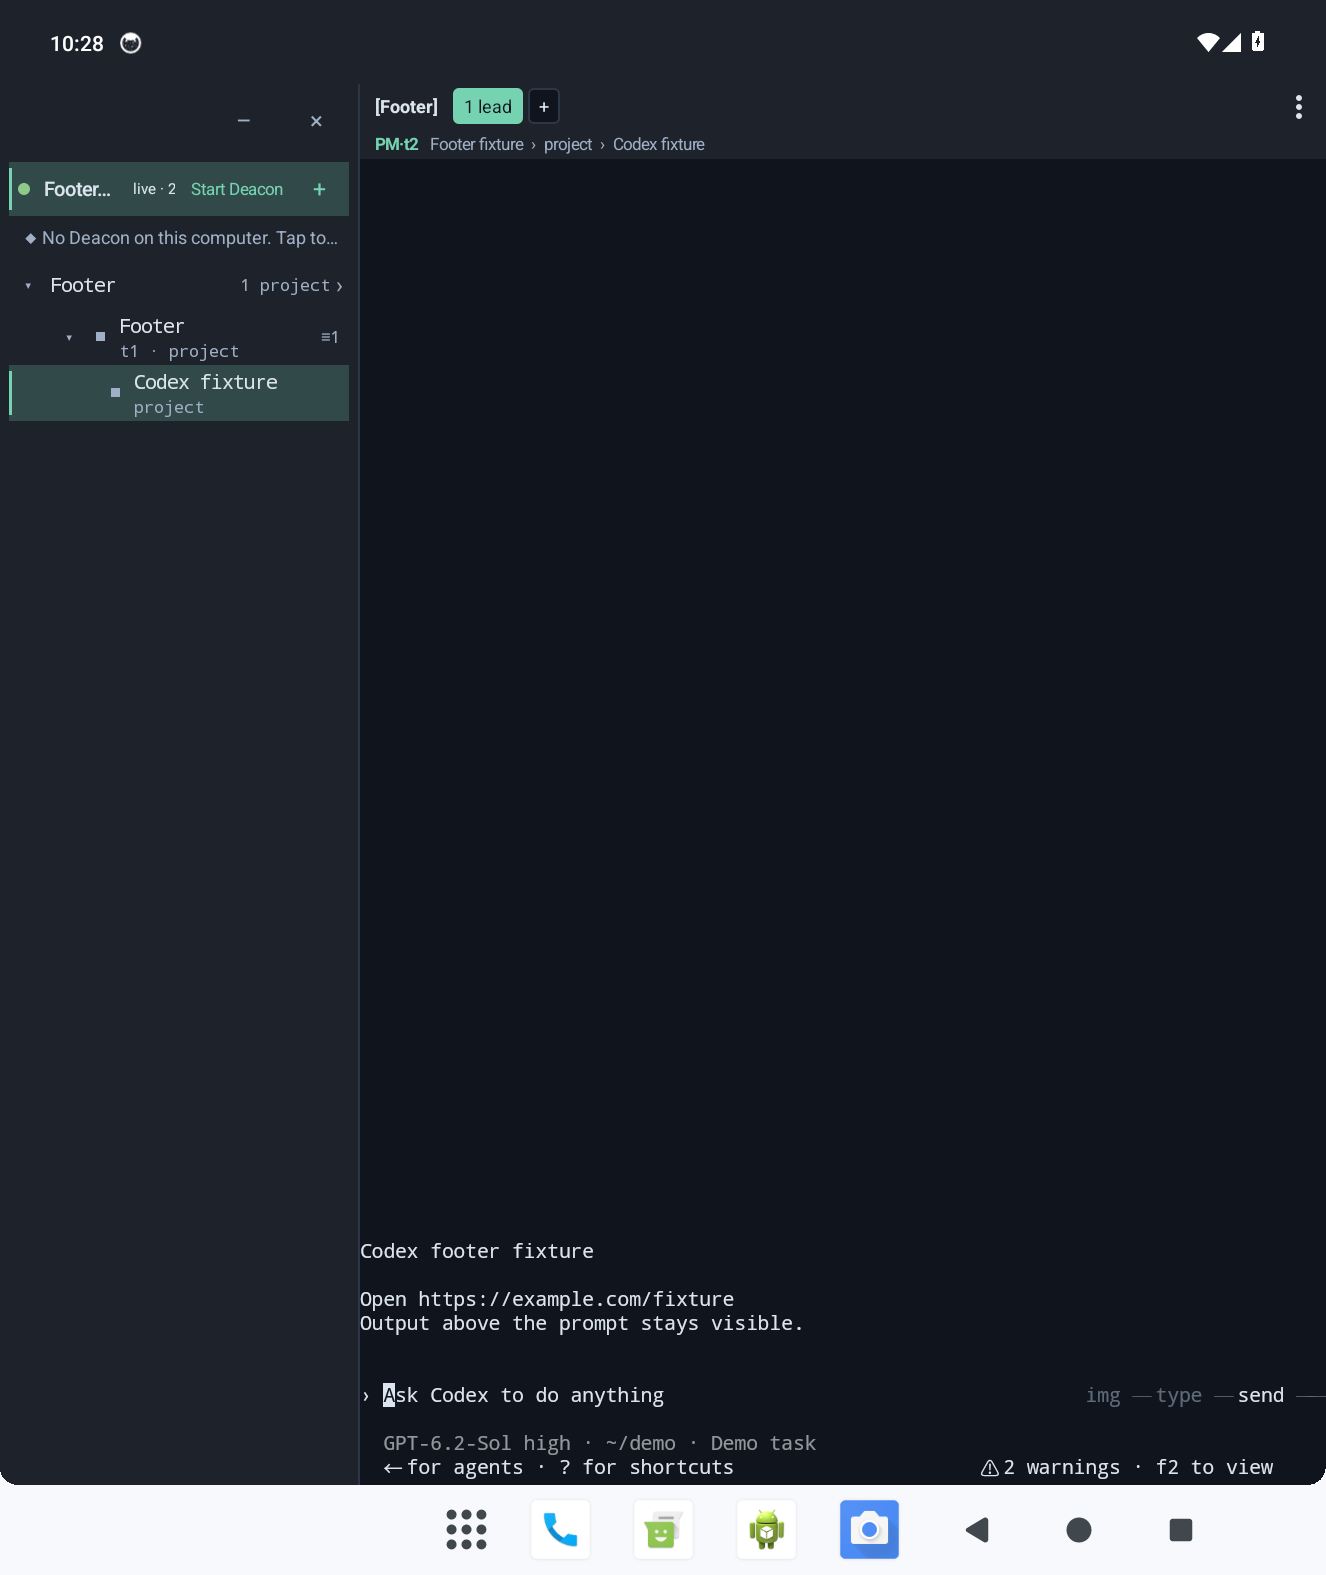 10:28
[Footer] 1 lead +
PM·t2 Footer fixture › project › Codex fixture
Footer... live · 2 Start Deacon +
◆ No Deacon on this computer. Tap to...
Footer 1 project ›
Footer ≡1
t1 · project
Codex fixture
project
Codex footer fixture
Open https://example.com/fixture
Output above the prompt stays visible.
› Ask Codex to do anything img — type — send —
GPT-6.2-Sol high · ~/demo · Demo task
← for agents · ? for shortcuts ⚠ 2 warnings · f2 to view